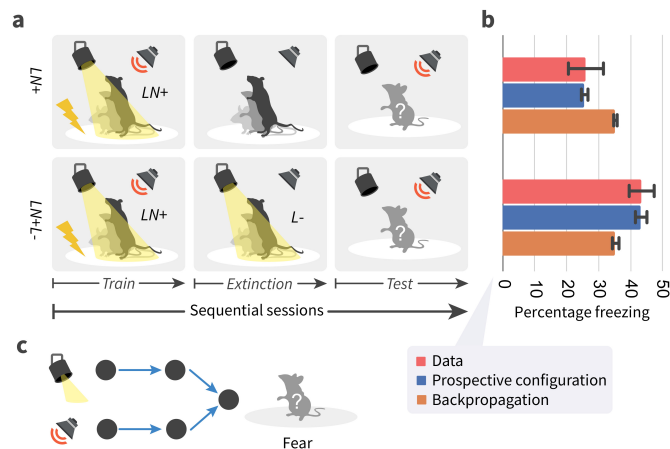 a
b
LN+
LN+
LN+L-
LN+
L-
?
?
Train
Extinction
Test
Sequential sessions
0
10
20
30
40
50
Percentage freezing
Data
Prospective configuration
Backpropagation
c
?
Fear